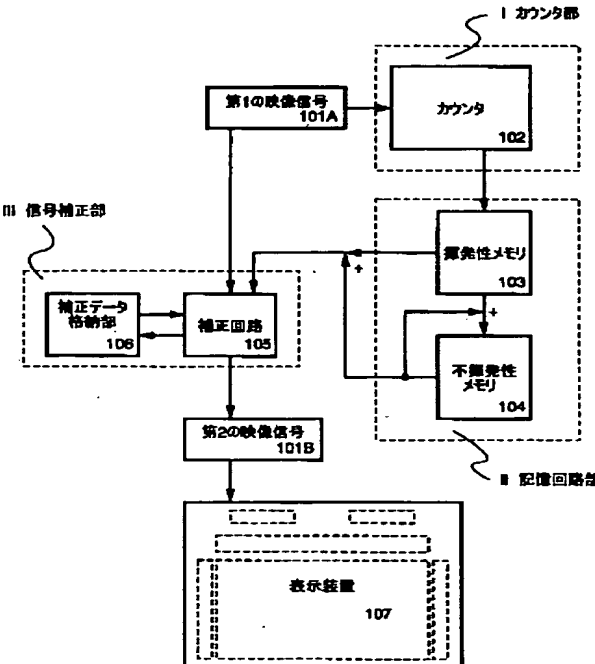 I カウンタ部
第1の映像信号
101A
カウンタ
102
III 信号補正部
揮発性メモリ
103
+
補正データ
格納部
106
補正回路
105
+
不揮発性
メモリ
104
第2の映像信号
101B
II 記憶回路部
表示装置
107